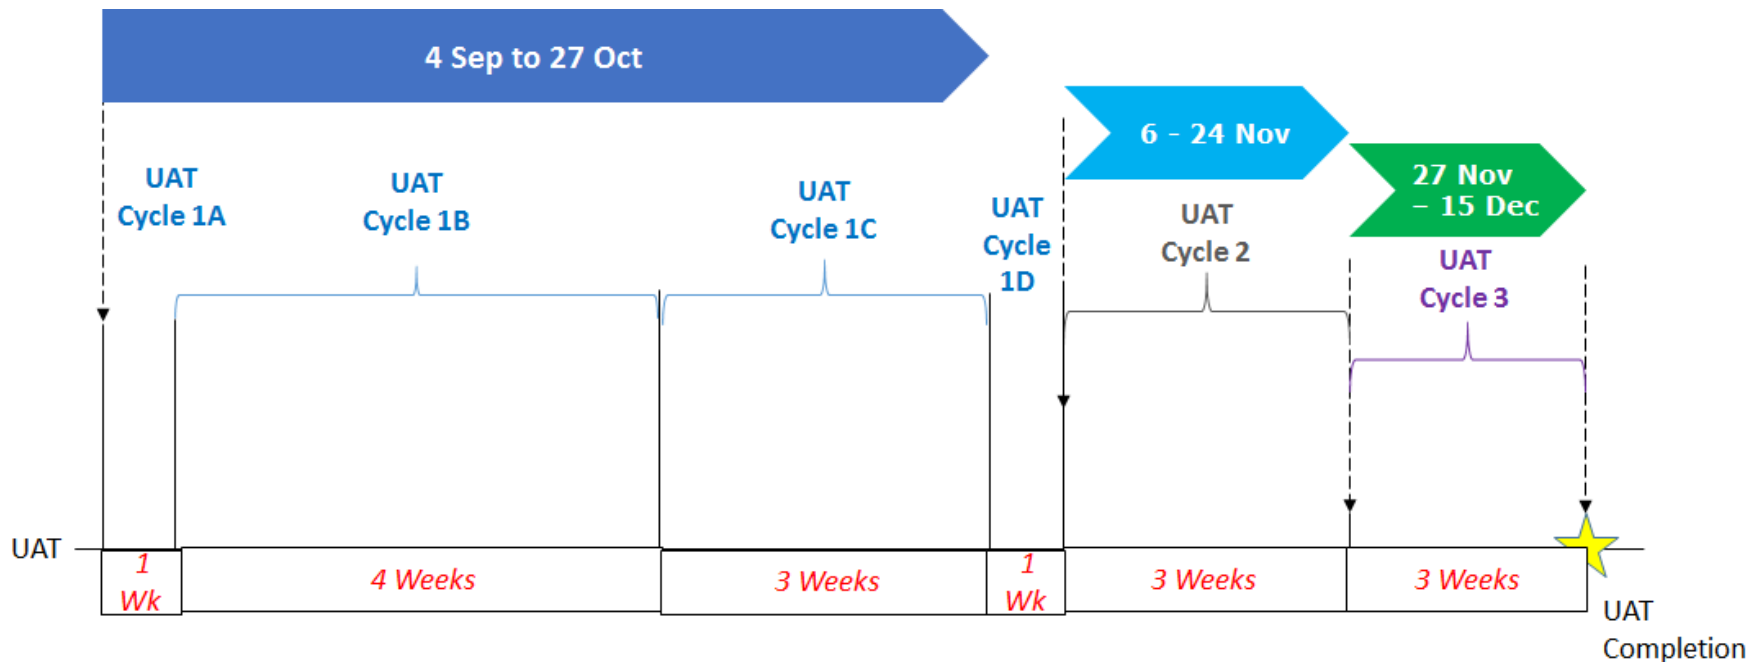 4 Sep to 27 Oct
6 - 24 Nov
27 Nov
– 15 Dec
UAT
Cycle 1A
UAT
Cycle 1B
UAT
Cycle 1C
UAT
Cycle
1D
UAT
Cycle 2
UAT
Cycle 3
UAT
1
Wk
4 Weeks
3 Weeks
1
Wk
3 Weeks
3 Weeks
UAT
Completion